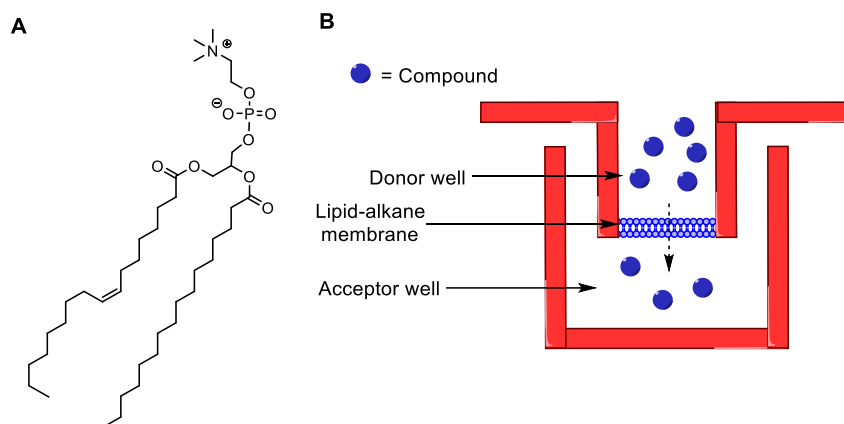 A
B
N
⊕
O
⊖
O
P
O
O
O
O
O
O
= Compound
Donor well
Lipid-alkane
membrane
Acceptor well